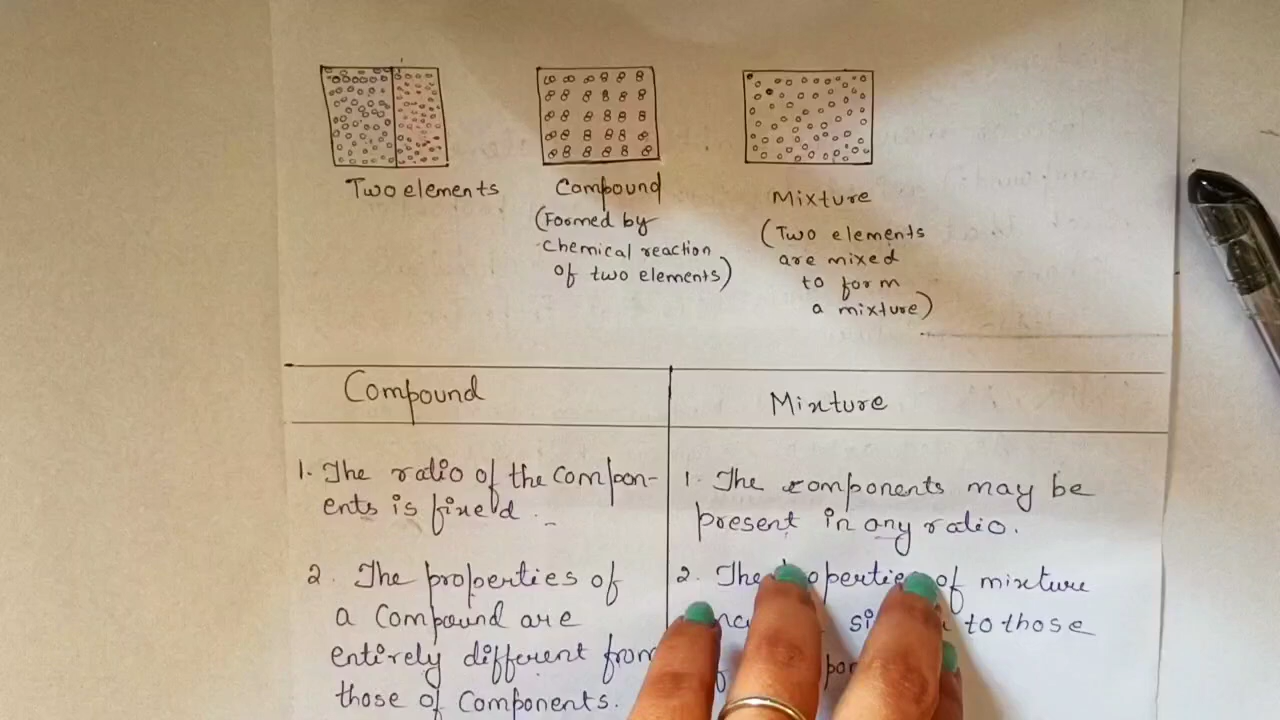 Two elements
Compound
(Formed by
chemical reaction
of two elements)
Mixture
(Two elements
are mixed
to form
a mixture)
Compound
Mixture
1. The ratio of the compon-
ents is fixed.
2. The properties of
a compound are
entirely different from
those of components.
1. The components may be
present in any ratio.
2. The of mixture
to those